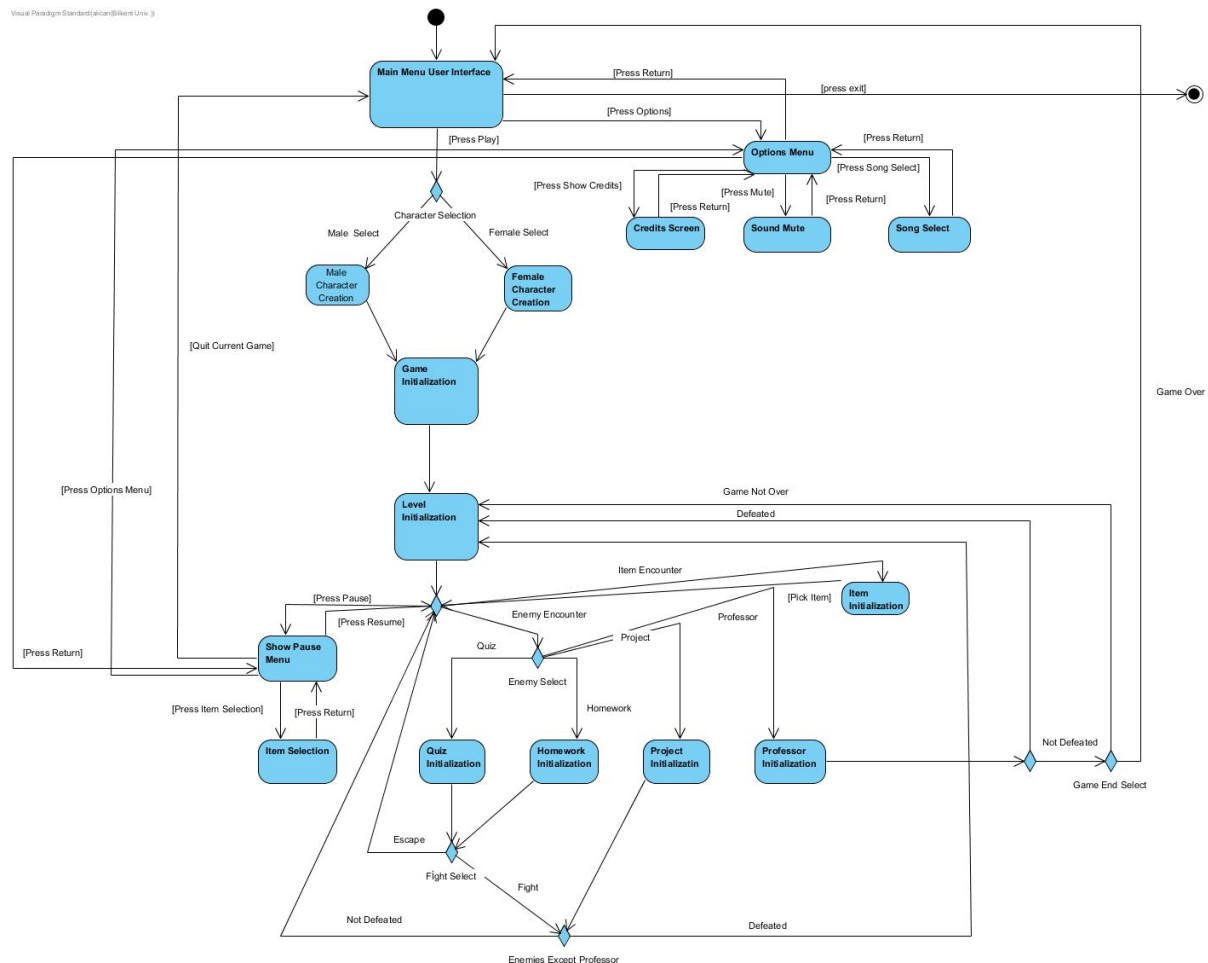 Visual Paradigm Standard(alican(Bilkent Univ.))
Main Menu User Interface
[Press Return]
[press exit]
[Press Options]
[Press Play]
[Press Return]
Options Menu
[Press Song Select]
[Press Show Credits]
[Press Mute]
[Press Return]
[Press Return]
Character Selection
Credits Screen
Sound Mute
Song Select
Male Select
Female Select
Male
Character
Creation
Female
Character
Creation
[Quit Current Game]
Game
Initialization
Game Over
[Press Options Menu]
Game Not Over
Level
Initialization
Defeated
Item Encounter
[Press Pause]
[Pick Item]
Item
Initialization
Enemy Encounter
Professor
[Press Resume]
Project
Show Pause
Menu
Quiz
[Press Return]
Enemy Select
[Press Item Selection]
[Press Return]
Homework
Item Selection
Quiz
Initialization
Homework
Initialization
Project
Initializatin
Professor
Initialization
Not Defeated
Game End Select
Escape
Fİght Select
Fight
Not Defeated
Defeated
Enemies Except Professor